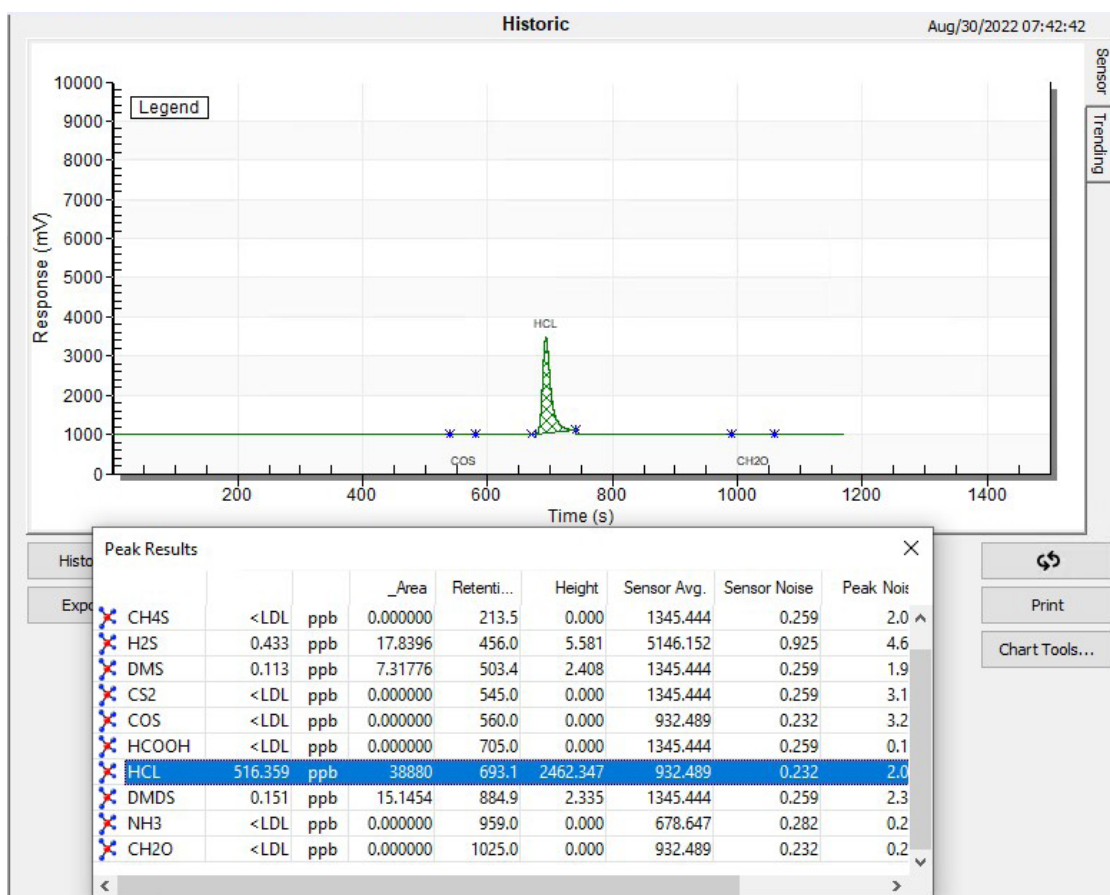 Historic
Aug/30/2022 07:42:42
Sensor
Trending
Legend
Response (mV)
10000
9000
8000
7000
6000
5000
4000
3000
2000
1000
0
HCL
COS
CH2O
200 400 600 800 1000 1200 1400
Time (s)
Histo
Expo
Print
Chart Tools...
Peak Results
_Area Retenti... Height Sensor Avg. Sensor Noise Peak Nois
CH4S <LDL ppb 0.000000 213.5 0.000 1345.444 0.259 2.0
H2S 0.433 ppb 17.8396 456.0 5.581 5146.152 0.925 4.6
DMS 0.113 ppb 7.31776 503.4 2.408 1345.444 0.259 1.9
CS2 <LDL ppb 0.000000 545.0 0.000 1345.444 0.259 3.1
COS <LDL ppb 0.000000 560.0 0.000 932.489 0.232 3.2
HCOOH <LDL ppb 0.000000 705.0 0.000 1345.444 0.259 0.1
HCL 516.359 ppb 38880 693.1 2462.347 932.489 0.232 2.0
DMDS 0.151 ppb 15.1454 884.9 2.335 1345.444 0.259 2.3
NH3 <LDL ppb 0.000000 959.0 0.000 678.647 0.282 0.2
CH2O <LDL ppb 0.000000 1025.0 0.000 932.489 0.232 0.2